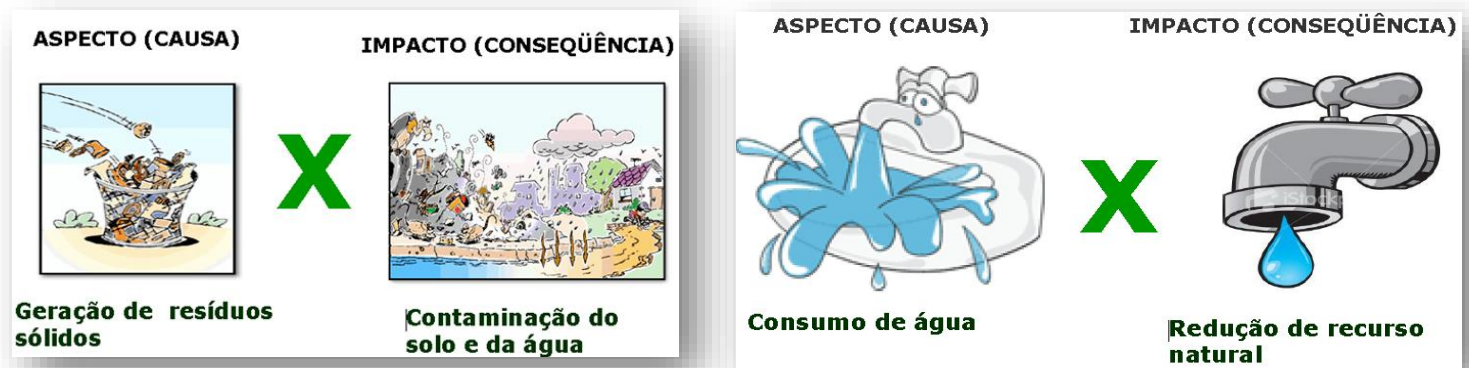 ASPECTO (CAUSA)
IMPACTO (CONSEQÜÊNCIA)
X
Geração de resíduos
sólidos
Contaminação do
solo e da água
ASPECTO (CAUSA)
IMPACTO (CONSEQÜÊNCIA)
X
iStock
Consumo de água
Redução de recurso
natural